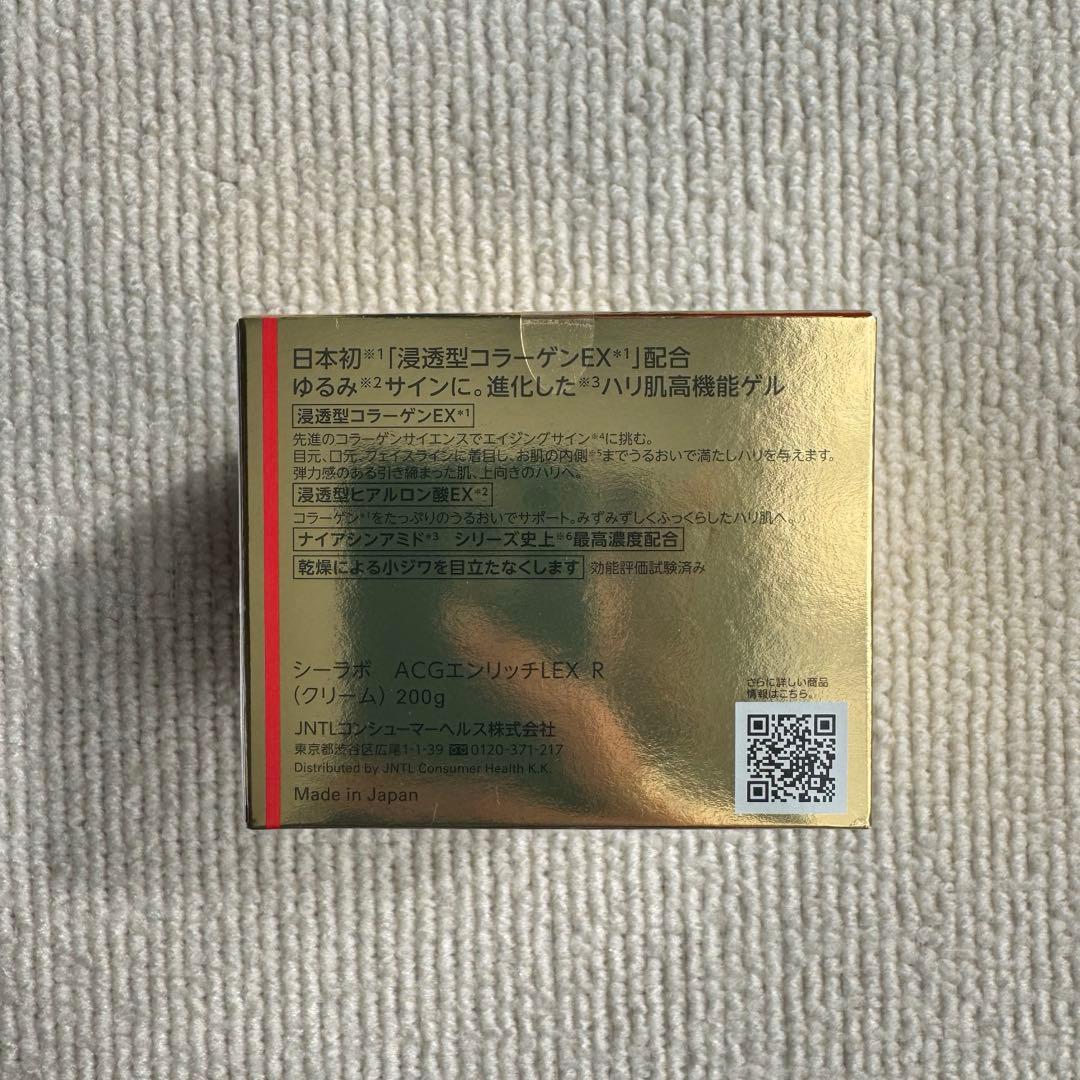 日本初※1「浸透型コラーゲンEX*1」配合
ゆるみ※2サインに。進化した※3ハリ肌高機能ゲル
浸透型コラーゲンEX*1
先進のコラーゲンサイエンスでエイジングサイン※4に挑む。
目元、口元、フェイスラインに着目し、お肌の内側※5までうるおいで満たしハリを与えます。
弾力感のある引き締まった肌、上向きのハリへ。
浸透型ヒアルロン酸EX*2
コラーゲン*1をたっぷりのうるおいでサポート。みずみずしくふっくらしたハリ肌へ。
ナイアシンアミド*3 シリーズ史上※6最高濃度配合
乾燥による小ジワを目立たなくします 効能評価試験済み
シーラボ ACGエンリッチLEX R
(クリーム) 200g
JNTLコンシューマーヘルス株式会社
東京都渋谷区広尾1-1-39 0120-371-217
Distributed by JNTL Consumer Health K.K.
Made in Japan
さらに詳しい商品
情報はこちら。